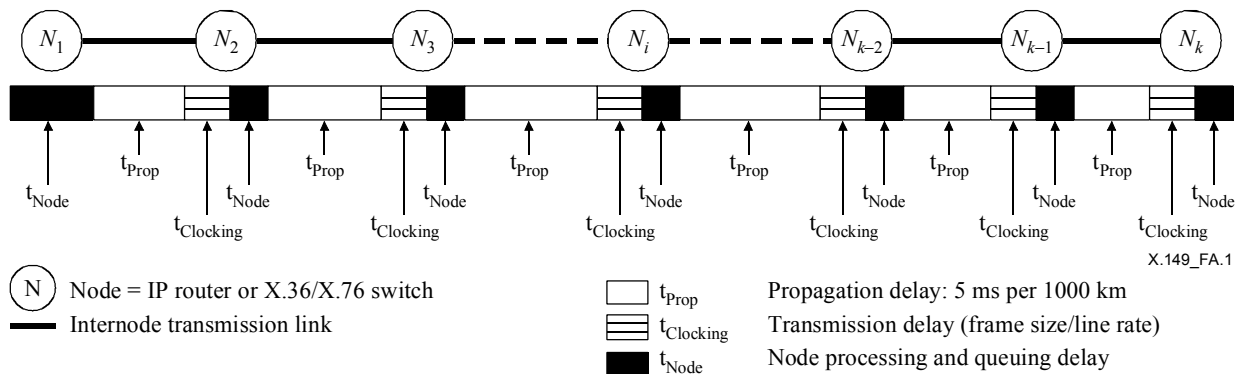 N1 N2 N3 Ni Nk–2 Nk–1 Nk
tProp tProp tProp tProp tProp tProp
tNode tNode tNode tNode tNode tNode tNode
tClocking tClocking tClocking tClocking tClocking tClocking
X.149_FA.1
N Node = IP router or X.36/X.76 switch
Internode transmission link
tProp Propagation delay: 5 ms per 1000 km
tClocking Transmission delay (frame size/line rate)
tNode Node processing and queuing delay